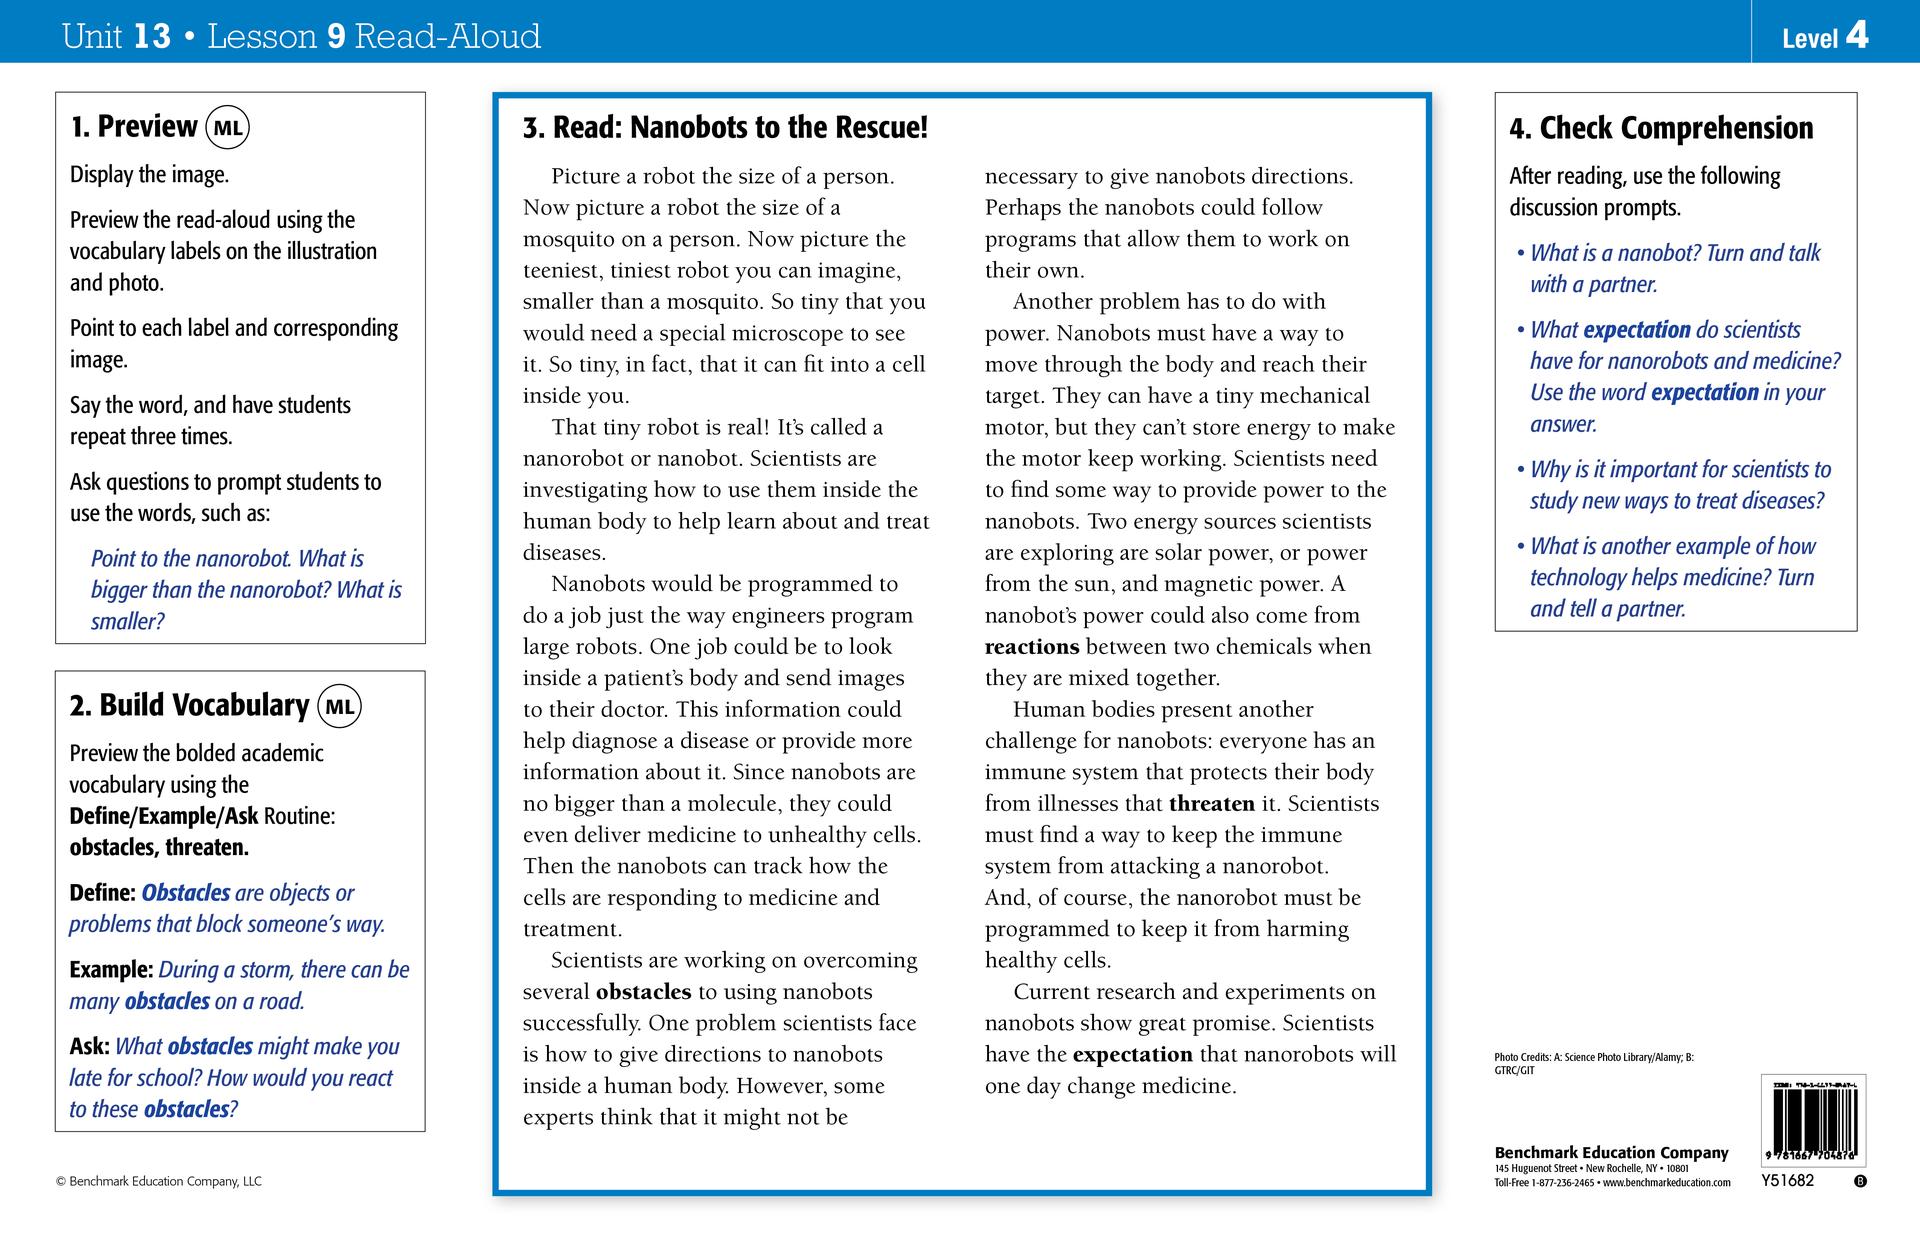 Unit 13 • Lesson 9 Read-Aloud
Level 4
1. Preview ML
Display the image.
Preview the read-aloud using the
vocabulary labels on the illustration
and photo.
Point to each label and corresponding
image.
Say the word, and have students
repeat three times.
Ask questions to prompt students to
use the words, such as:
Point to the nanorobot. What is
bigger than the nanorobot? What is
smaller?
2. Build Vocabulary ML
Preview the bolded academic
vocabulary using the
Define/Example/Ask Routine:
obstacles, threaten.
Define: Obstacles are objects or
problems that block someone's way.
Example: During a storm, there can be
many obstacles on a road.
Ask: What obstacles might make you
late for school? How would you react
to these obstacles?
© Benchmark Education Company, LLC
3. Read: Nanobots to the Rescue!
Picture a robot the size of a person.
Now picture a robot the size of a
mosquito on a person. Now picture the
teeniest, tiniest robot you can imagine,
smaller than a mosquito. So tiny that you
would need a special microscope to see
it. So tiny, in fact, that it can fit into a cell
inside you.
That tiny robot is real! It's called a
nanorobot or nanobot. Scientists are
investigating how to use them inside the
human body to help learn about and treat
diseases.
Nanobots would be programmed to
do a job just the way engineers program
large robots. One job could be to look
inside a patient's body and send images
to their doctor. This information could
help diagnose a disease or provide more
information about it. Since nanobots are
no bigger than a molecule, they could
even deliver medicine to unhealthy cells.
Then the nanobots can track how the
cells are responding to medicine and
treatment.
Scientists are working on overcoming
several obstacles to using nanobots
successfully. One problem scientists face
is how to give directions to nanobots
inside a human body. However, some
experts think that it might not be
necessary to give nanobots directions.
Perhaps the nanobots could follow
programs that allow them to work on
their own.
Another problem has to do with
power. Nanobots must have a way to
move through the body and reach their
target. They can have a tiny mechanical
motor, but they can't store energy to make
the motor keep working. Scientists need
to find some way to provide power to the
nanobots. Two energy sources scientists
are exploring are solar power, or power
from the sun, and magnetic power. A
nanobot's power could also come from
reactions between two chemicals when
they are mixed together.
Human bodies present another
challenge for nanobots: everyone has an
immune system that protects their body
from illnesses that threaten it. Scientists
must find a way to keep the immune
system from attacking a nanorobot.
And, of course, the nanorobot must be
programmed to keep it from harming
healthy cells.
Current research and experiments on
nanobots show great promise. Scientists
have the expectation that nanorobots will
one day change medicine.
4. Check Comprehension
After reading, use the following
discussion prompts.
• What is a nanobot? Turn and talk
with a partner.
• What expectation do scientists
have for nanorobots and medicine?
Use the word expectation in your
answer.
• Why is it important for scientists to
study new ways to treat diseases?
• What is another example of how
technology helps medicine? Turn
and tell a partner.
Photo Credits: A: Science Photo Library/Alamy; B:
GTRC/GIT
Benchmark Education Company
145 Huguenot Street • New Rochelle, NY • 10801
Toll-Free 1-877-236-2465 • www.benchmarkeducation.com
Y51682
B